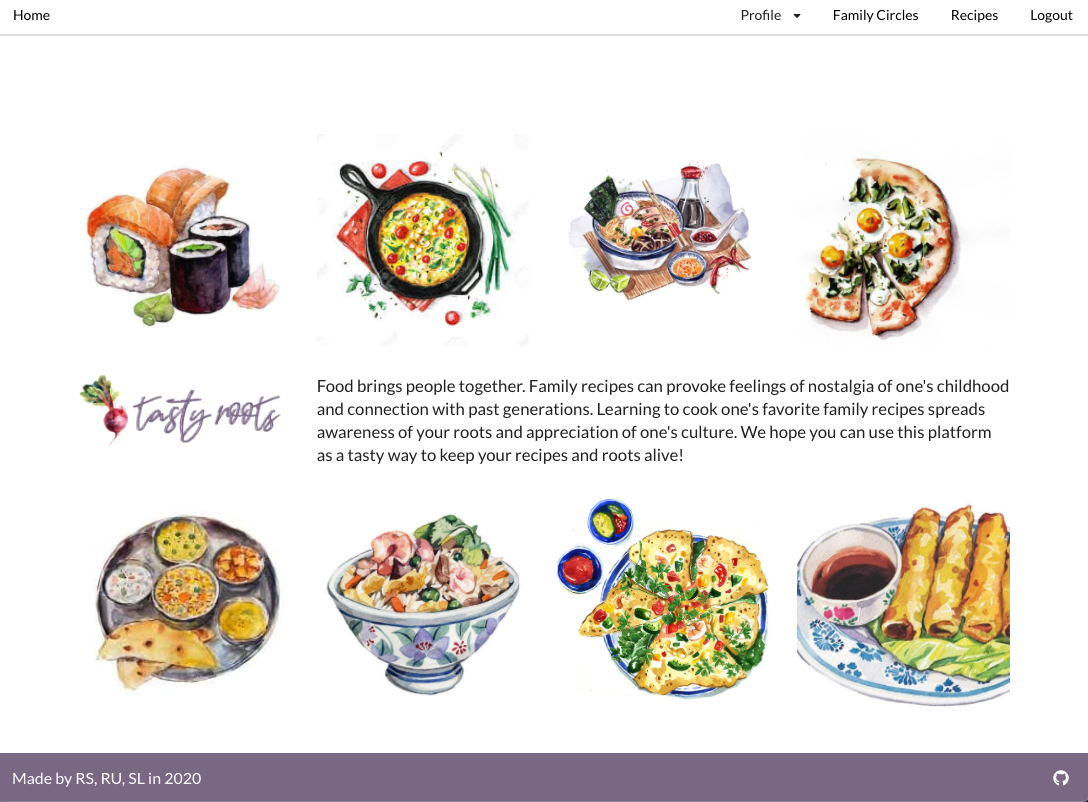 Home
Profile
Family Circles
Recipes
Logout
tasty roots
Food brings people together. Family recipes can provoke feelings of nostalgia of one's childhood
and connection with past generations. Learning to cook one's favorite family recipes spreads
awareness of your roots and appreciation of one's culture. We hope you can use this platform
as a tasty way to keep your recipes and roots alive!
Made by RS, RU, SL in 2020